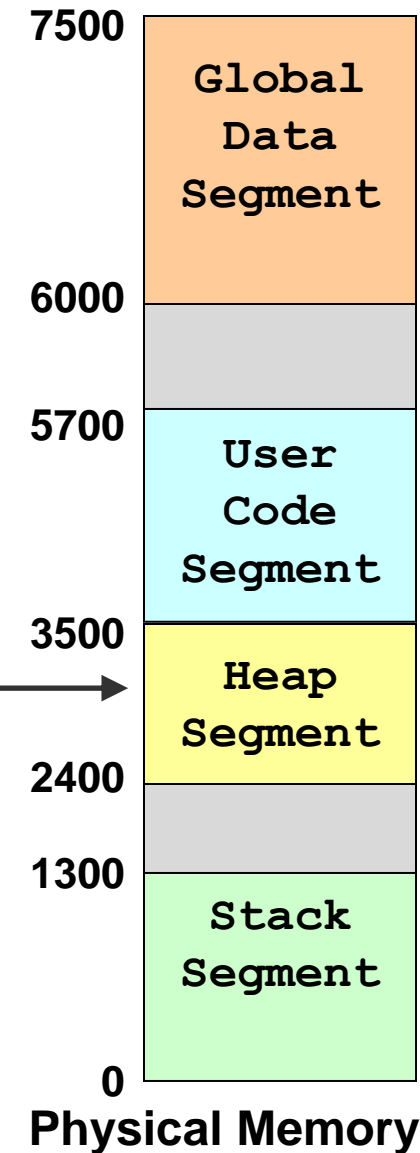 7500
Global
Data
Segment
6000
5700
User
Code
Segment
3500
Heap
Segment
2400
1300
Stack
Segment
0
Physical Memory